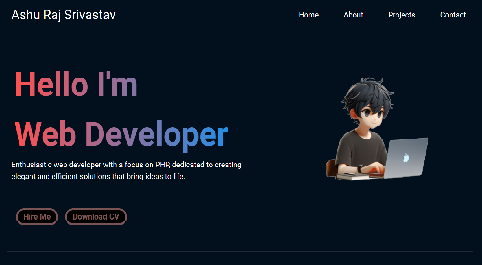 Ashu Raj Srivastav
Home About Projects Contact
Hello I'm
Web Developer
Enthusiastic web developer with a focus on PHP, dedicated to creating
elegant and efficient solutions that bring ideas to life.
Hire Me Download CV